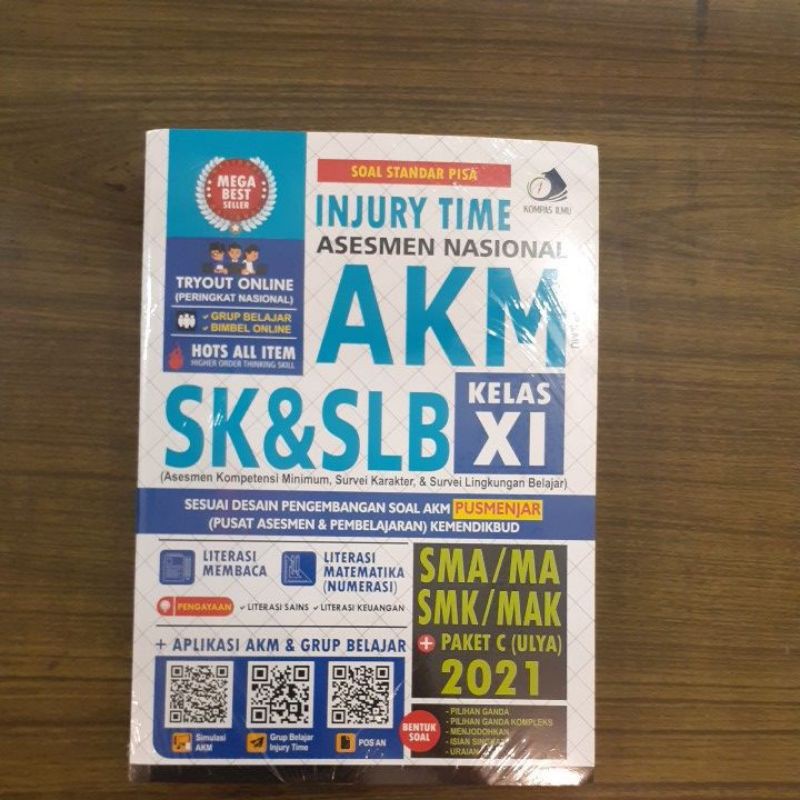 SOAL STANDAR PISA
MEGA
BEST
SELLER
KOMPAS ILMU
INJURY TIME
ASESMEN NASIONAL
AKM
TRYOUT ONLINE
(PERINGKAT NASIONAL)
✓ GRUP BELAJAR
✓ BIMBEL ONLINE
HOTS ALL ITEM
HIGHER ORDER THINKING SKILL
SK&SLB
KELAS
XI
(Asesmen Kompetensi Minimum, Survei Karakter, & Survei Lingkungan Belajar)
SESUAI DESAIN PENGEMBANGAN SOAL AKM PUSMENJAR
(PUSAT ASESMEN & PEMBELAJARAN) KEMENDIKBUD
LITERASI
MEMBACA
LITERASI
MATEMATIKA
(NUMERASI)
PENGAYAAN
✓ LITERASI SAINS ✓ LITERASI KEUANGAN
+ APLIKASI AKM & GRUP BELAJAR
Simulasi
AKM
Grup Belajar
Injury Time
POSAN
SMA/MA
SMK/MAK
+ PAKET C (ULYA)
2021
BENTUK
SOAL
- PILIHAN GANDA
- PILIHAN GANDA KOMPLEKS
- MENJODOHKAN
- ISIAN SINGKAT
- URAIAN